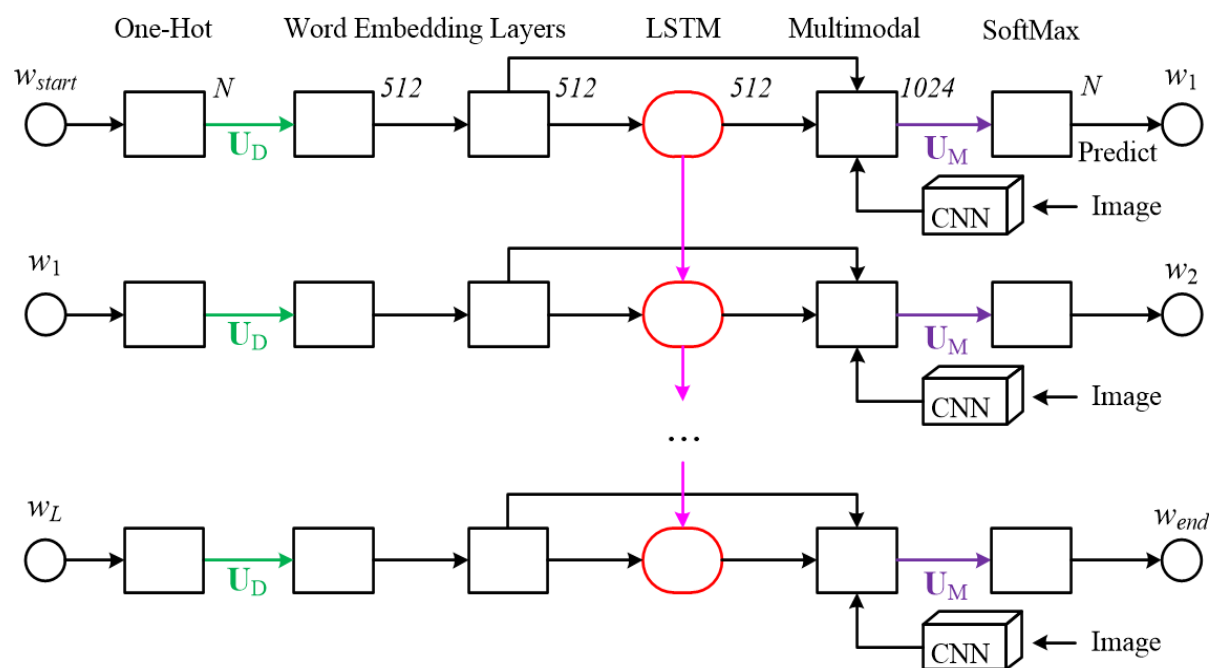 One-Hot Word Embedding Layers LSTM Multimodal SoftMax
w_start N 512 512 512 1024 N w_1
U_D U_M Predict
CNN Image
w_1 w_2
U_D U_M
CNN Image
...
w_L w_end
U_D U_M
CNN Image